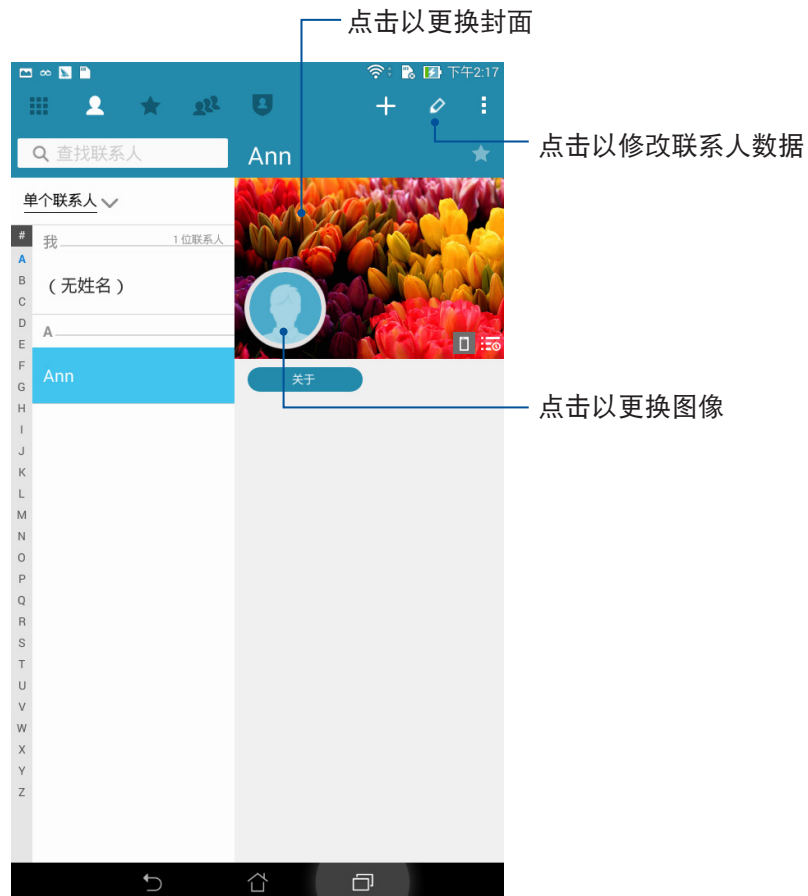 点击以更换封面
下午2:17
点击以修改联系人数据
查找联系人
Ann
单个联系人
#
我
1 位联系人
A
B
（无姓名）
C
D
A
E
F
Ann
关于
G
点击以更换图像
H
I
J
K
L
M
N
O
P
Q
R
S
T
U
V
W
X
Y
Z